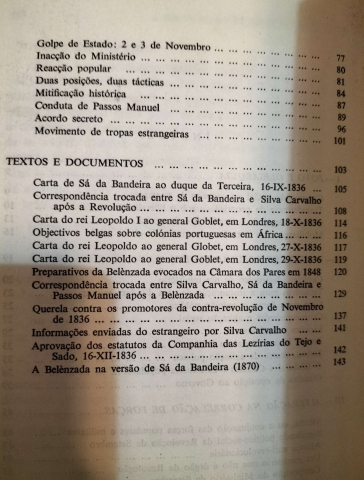 Golpe de Estado: 2 e 3 de Novembro ... ... ... ... ... ... 77
Inacção do Ministério ... ... ... ... ... ... ... ... ... 80
Reacção popular ... ... ... ... ... ... ... ... ... ... 81
Duas posições, duas tácticas ... ... ... ... ... ... ... 84
Mitificação histórica ... ... ... ... ... ... ... ... ... 87
Conduta de Passos Manuel ... ... ... ... ... ... ... ... 89
Acordo secreto ... ... ... ... ... ... ... ... ... ... 96
Movimento de tropas estrangeiras ... ... ... ... ... ... 101
TEXTOS E DOCUMENTOS ... ... ... ... ... ... ... ... 103
Carta de Sá da Bandeira ao duque da Terceira, 16-IX-1836 ... 105
Correspondência trocada entre Sá da Bandeira e Silva Carvalho
após a Revolução ... ... ... ... ... ... ... ... ... 108
Carta do rei Leopoldo I ao general Goblet, em Londres, 18-X-1836 114
Objectivos belgas sobre colónias portuguesas em África ... ... 116
Carta do rei Leopoldo ao general Globet, em Londres, 27-X-1836 117
Carta do rei Leopoldo ao general Goblet, em Londres, 29-X-1836 119
Preparativos da Belènzada evocados na Câmara dos Pares em 1848 120
Correspondência trocada entre Silva Carvalho, Sá da Bandeira e
Passos Manuel após a Belènzada ... ... ... ... ... ... 129
Querela contra os promotores da contra-revolução de Novembro
de 1836 ... ... ... ... ... ... ... ... ... ... ... 137
Informações enviadas do estrangeiro por Silva Carvalho ... ... 141
Aprovação dos estatutos da Companhia das Lezírias do Tejo e
Sado, 16-XII-1836 ... ... ... ... ... ... ... ... ... 142
A Belènzada na versão de Sá da Bandeira (1870) ... ... ... 143